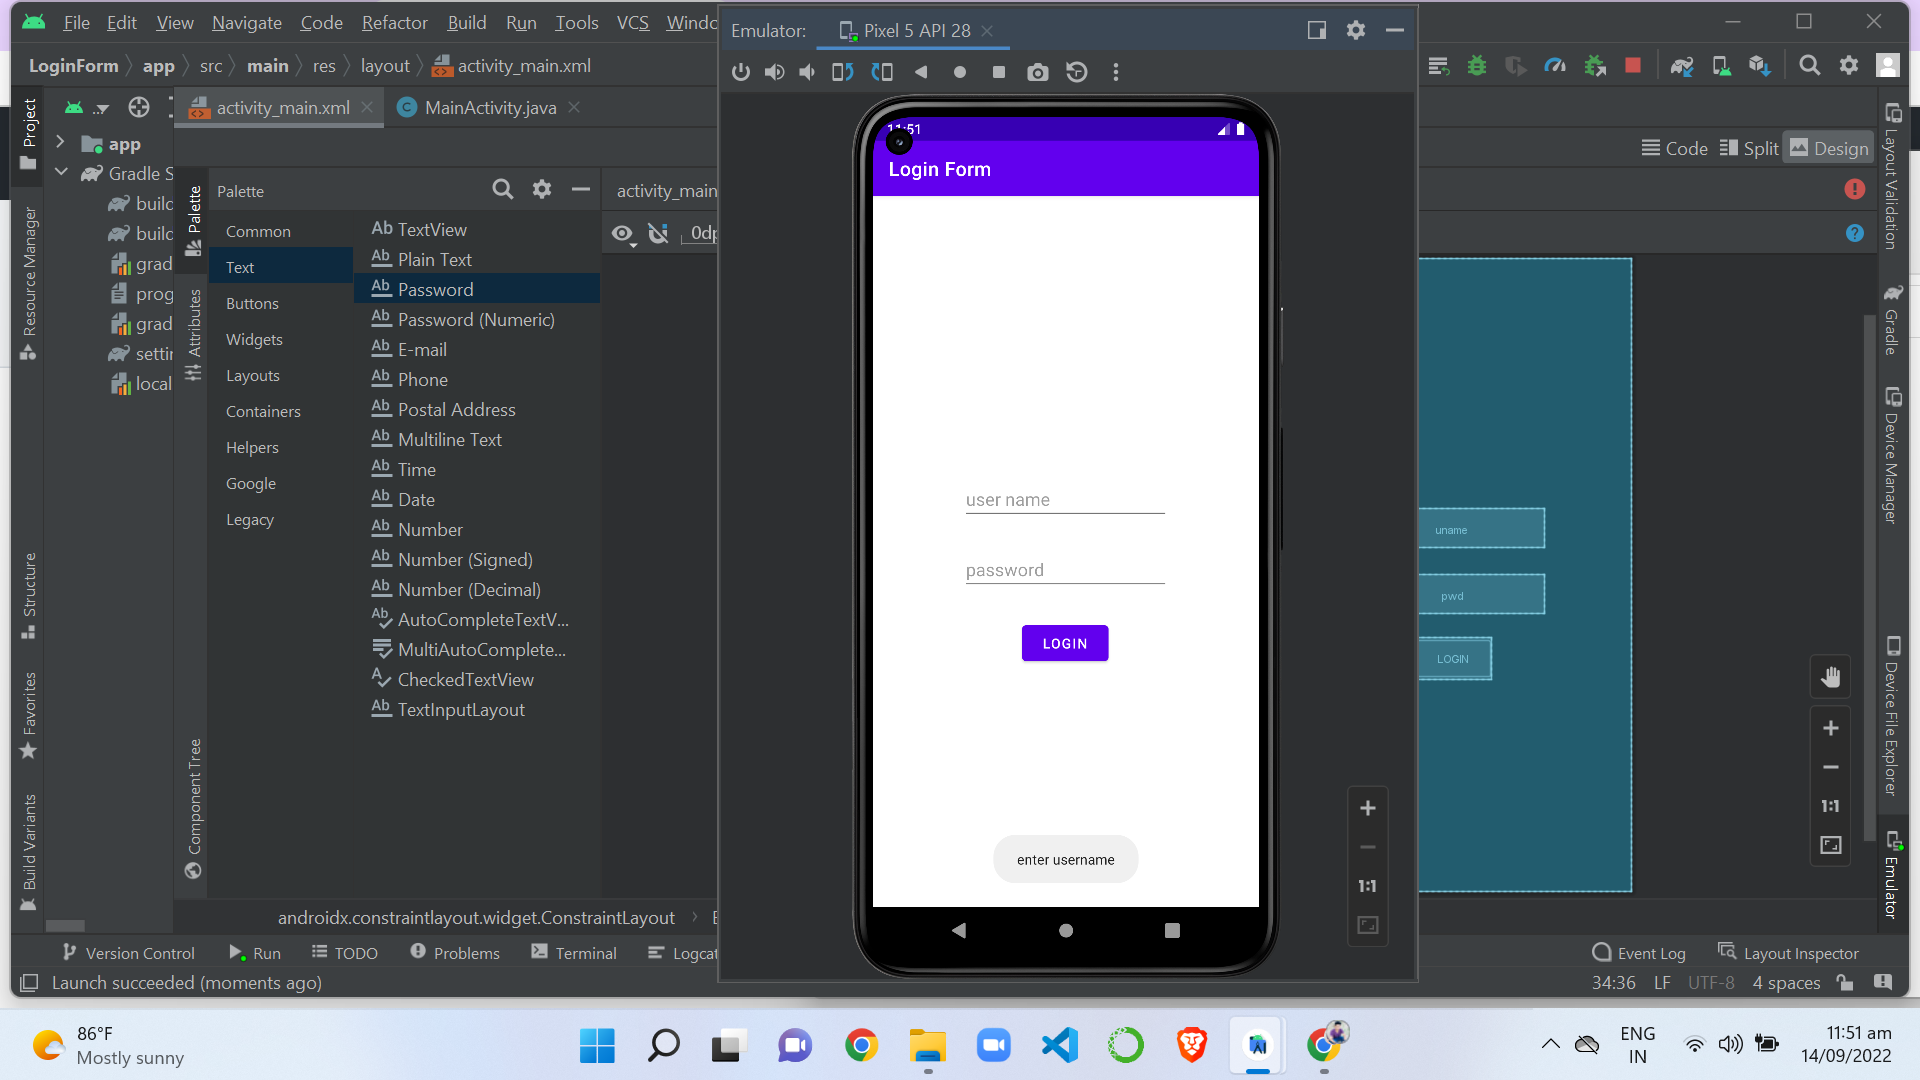 File Edit View Navigate Code Refactor Build Run Tools VCS Windo
Emulator: Pixel 5 API 28
LoginForm app src main res layout activity_main.xml
activity_main.xml MainActivity.java
Project
Resource Manager
Structure
Favorites
Build Variants
app
Gradle S
build
build
grad
prog
grad
settin
local
Palette
Attributes
Component Tree
Palette
Common
Text
Buttons
Widgets
Layouts
Containers
Helpers
Google
Legacy
Ab TextView
Ab Plain Text
Ab Password
Ab Password (Numeric)
Ab E-mail
Ab Phone
Ab Postal Address
Ab Multiline Text
Ab Time
Ab Date
Ab Number
Ab Number (Signed)
Ab Number (Decimal)
Ab AutoCompleteTextV...
MultiAutoComplete...
A CheckedTextView
Ab TextInputLayout
activity_main
0dp
11:51
Login Form
user name
password
LOGIN
enter username
1:1
Code Split Design
uname
pwd
LOGIN
1:1
Layout Validation
Gradle
Device Manager
Device File Explorer
Emulator
androidx.constraintlayout.widget.ConstraintLayout
Version Control Run TODO Problems Terminal Logcat
Event Log Layout Inspector
Launch succeeded (moments ago)
34:36 LF UTF-8 4 spaces
86°F
Mostly sunny
AI
ENG
IN
11:51 am
14/09/2022